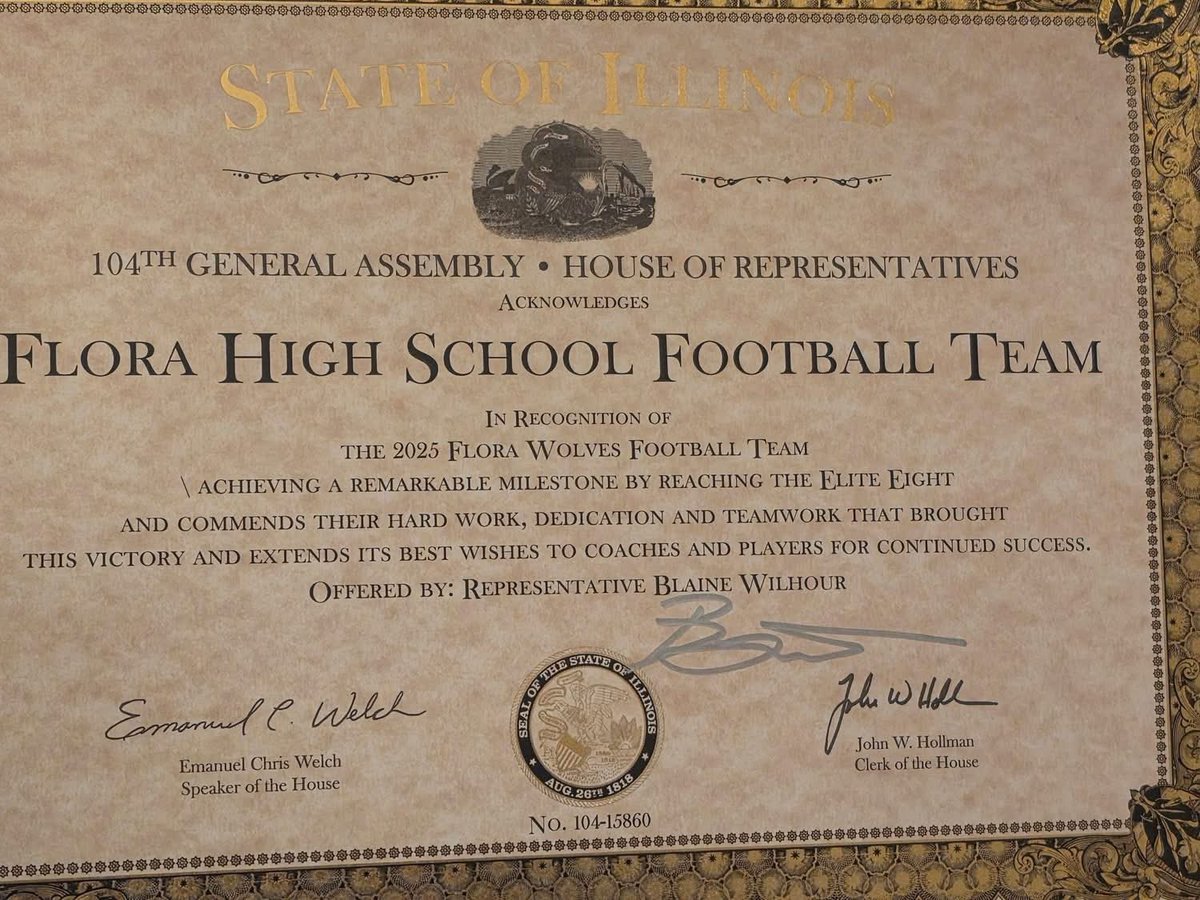 STATE OF ILLINOIS
104TH GENERAL ASSEMBLY • HOUSE OF REPRESENTATIVES
ACKNOWLEDGES
FLORA HIGH SCHOOL FOOTBALL TEAM
IN RECOGNITION OF
THE 2025 FLORA WOLVES FOOTBALL TEAM
\ ACHIEVING A REMARKABLE MILESTONE BY REACHING THE ELITE EIGHT
AND COMMENDS THEIR HARD WORK, DEDICATION AND TEAMWORK THAT BROUGHT
THIS VICTORY AND EXTENDS ITS BEST WISHES TO COACHES AND PLAYERS FOR CONTINUED SUCCESS.
OFFERED BY: REPRESENTATIVE BLAINE WILHOUR
Emanuel C. Welch
Emanuel Chris Welch
Speaker of the House
SEAL OF THE STATE OF ILLINOIS
AUG. 26TH 1818
John W Holl
John W. Hollman
Clerk of the House
NO. 104-15860